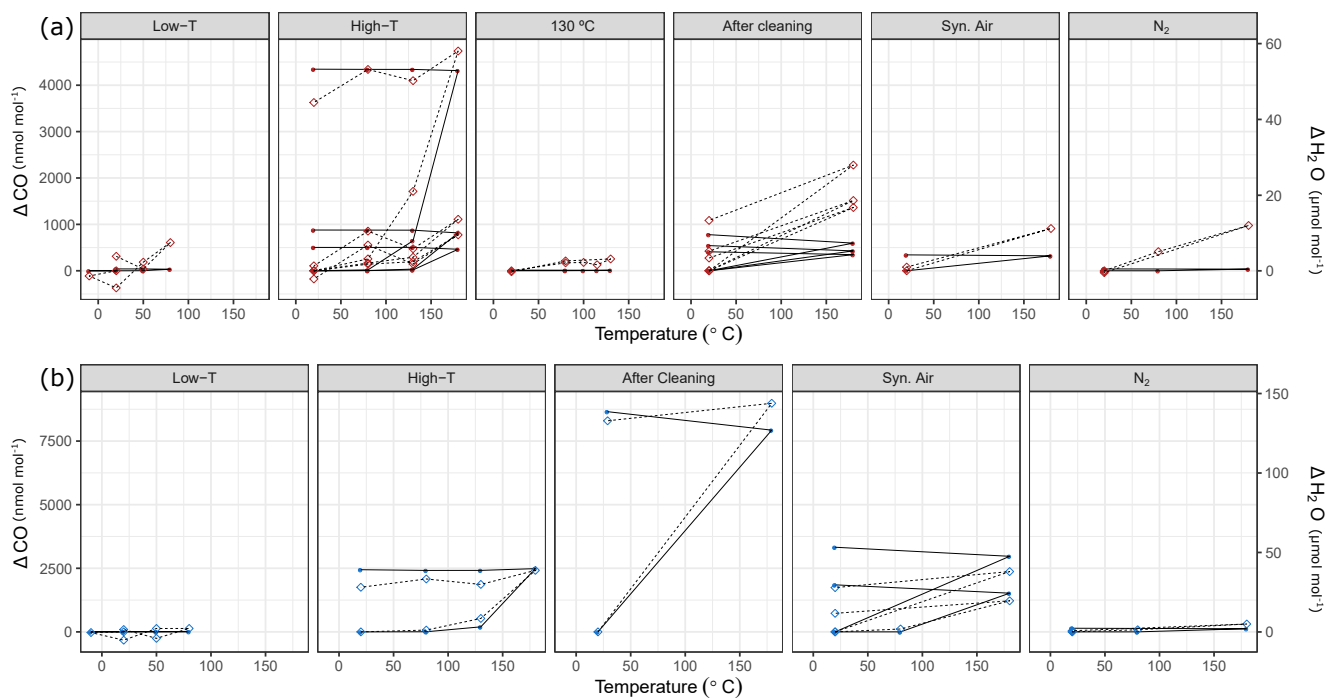 (a)
Low−T High−T 130 ºC After cleaning Syn. Air N₂
4000
3000
2000
1000
0
Δ CO (nmol mol⁻¹)
60
40
20
0
Δ H₂ O (μmol mol⁻¹)
0 50 100 150 0 50 100 150 0 50 100 150 0 50 100 150 0 50 100 150 0 50 100 150
Temperature (° C)
(b)
Low−T High−T After Cleaning Syn. Air N₂
7500
5000
2500
0
Δ CO (nmol mol⁻¹)
150
100
50
0
Δ H₂ O (μmol mol⁻¹)
0 50 100 150 0 50 100 150 0 50 100 150 0 50 100 150 0 50 100 150
Temperature (° C)